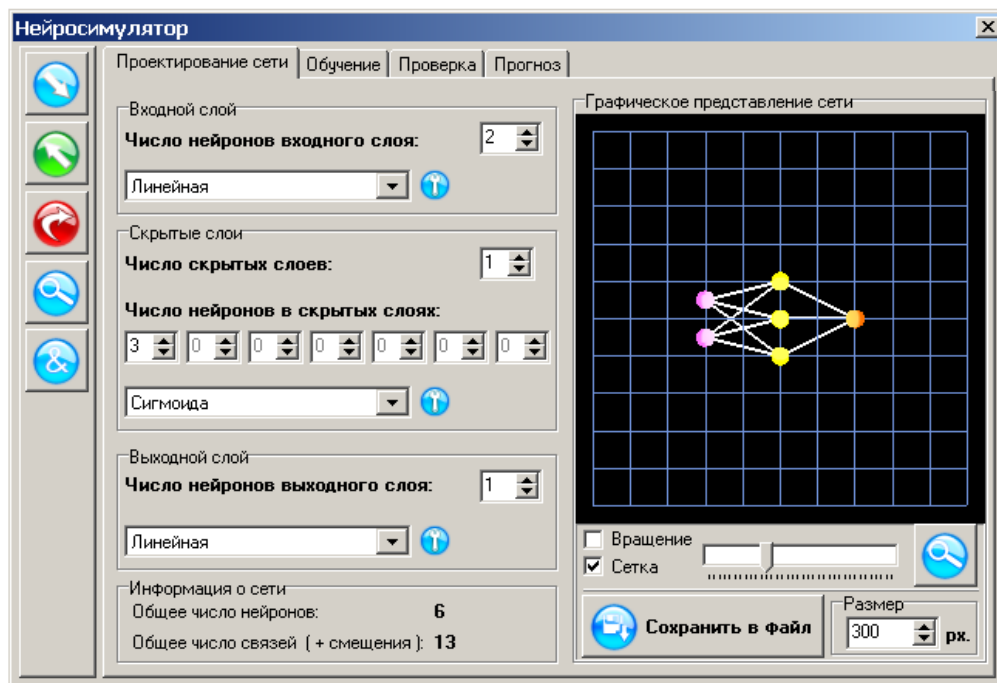 Нейросимулятор
Проектирование сети Обучение Проверка Прогноз
Входной слой
Число нейронов входного слоя: 2
Линейная
Скрытые слои
Число скрытых слоев: 1
Число нейронов в скрытых слоях:
3 0 0 0 0 0 0
Сигмоида
Выходной слой
Число нейронов выходного слоя: 1
Линейная
Информация о сети
Общее число нейронов: 6
Общее число связей ( + смещения ): 13
Графическое представление сети
Вращение
Сетка
Сохранить в файл
Размер
300 px.